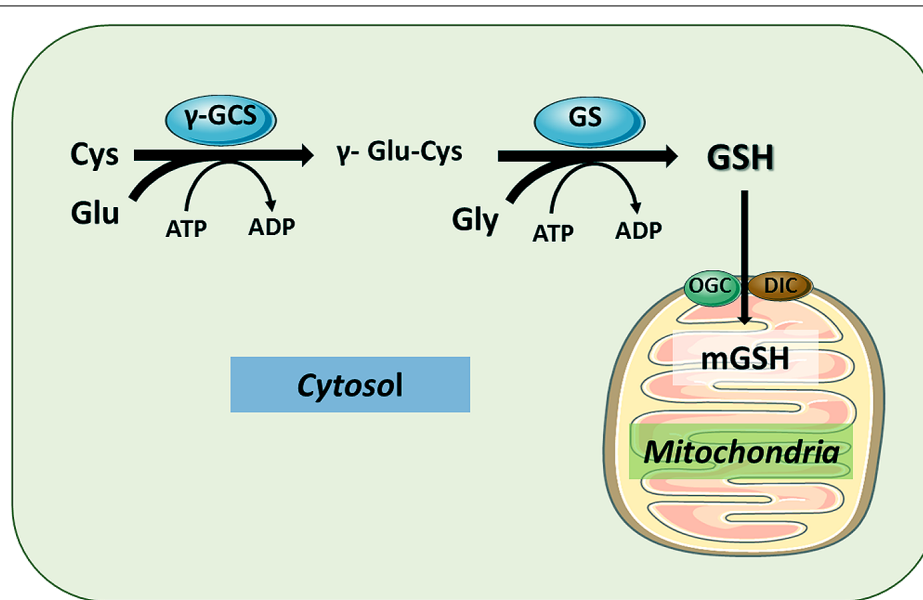 γ-GCS
GS
Cys
γ- Glu-Cys
GSH
Glu
ATP
ADP
Gly
ATP
ADP
OGC
DIC
mGSH
Cytosol
Mitochondria